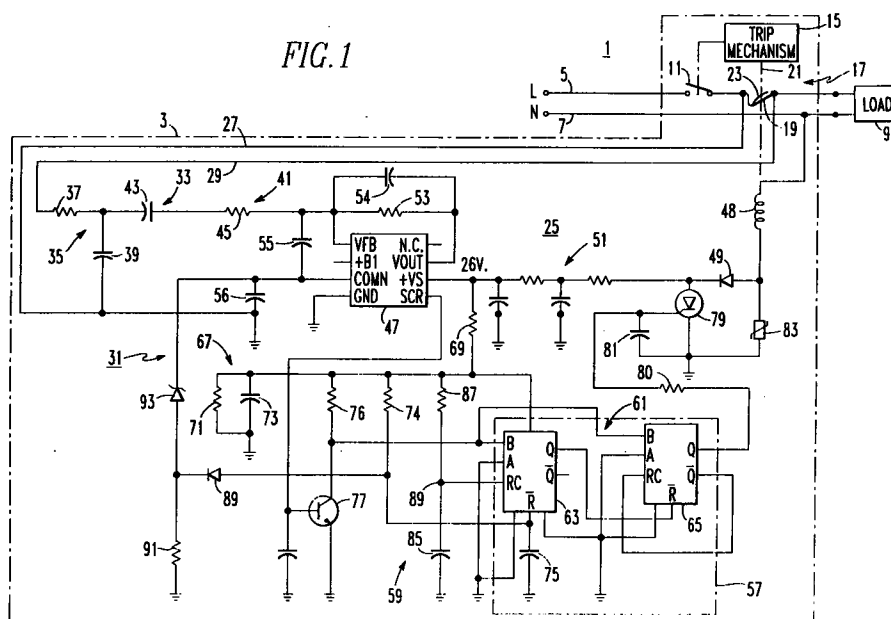 FIG. 1
1
15
TRIP
MECHANISM
17
11
21
23
L
5
N
7
19
LOAD
9
3
27
29
48
37
43
33
41
45
54
53
35
39
55
25
51
49
VFB
N.C.
+B1
VOUT
COMN
+VS
GND
SCR
26V.
56
47
69
79
81
83
80
31
67
93
71
73
76
74
87
61
B
A
RC
R̅
Q
Q̅
63
B
A
RC
R̅
Q
Q̅
65
89
89
77
85
75
91
59
57